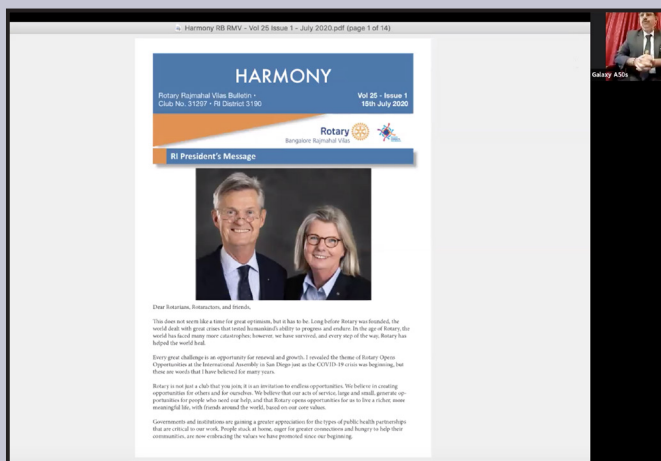 Harmony RB RMV - Vol 25 Issue 1 - July 2020.pdf (page 1 of 14)
Galaxy A50s
HARMONY
Rotary Rajmahal Vilas Bulletin •
Club No. 31297 • RI District 3190
Vol 25 - Issue 1
15th July 2020
Rotary
Bangalore Rajmahal Vilas
RI President's Message
Dear Rotarians, Rotaractors, and friends,
This does not seem like a time for great optimism, but it has to be. Long before Rotary was founded, the
world dealt with great crises that tested humankind's ability to progress and endure. In the age of Rotary, the
world has faced many more catastrophes; however, we have survived, and every step of the way, Rotary has
helped the world heal.
Every great challenge is an opportunity for renewal and growth. I revealed the theme of Rotary Opens
Opportunities at the International Assembly in San Diego just as the COVID-19 crisis was beginning, but
these are words that I have believed for many years.
Rotary is not just a club that you join; it is an invitation to endless opportunities. We believe in creating
opportunities for others and for ourselves. We believe that our acts of service, large and small, generate op-
portunities for people who need our help, and that Rotary opens opportunities for us to live a richer, more
meaningful life, with friends around the world, based on our core values.
Governments and institutions are gaining a greater appreciation for the types of public health partnerships
that are critical to our work. People stuck at home, eager for greater connections and hungry to help their
communities, are now embracing the values we have promoted since our beginning.